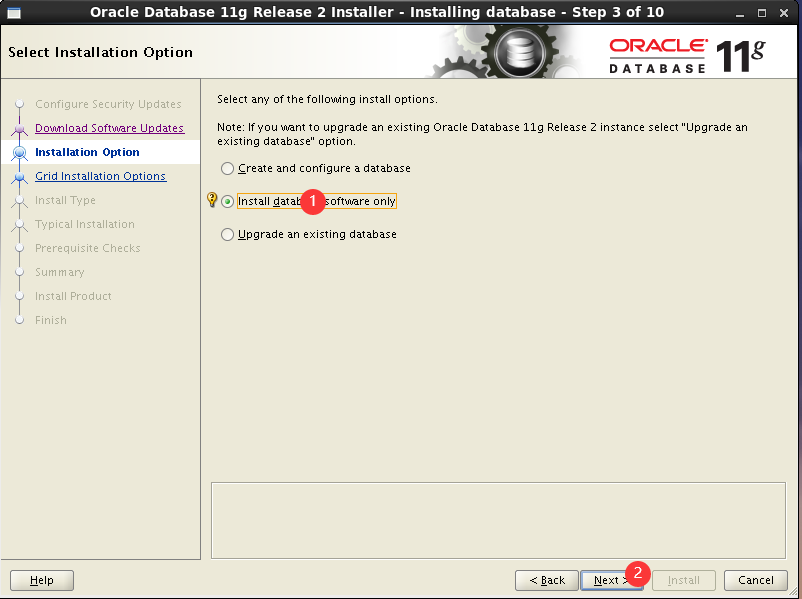 Oracle Database 11g Release 2 Installer - Installing database - Step 3 of 10
Select Installation Option
ORACLE
DATABASE 11g
Configure Security Updates
Download Software Updates
Installation Option
Grid Installation Options
Install Type
Typical Installation
Prerequisite Checks
Summary
Install Product
Finish
Select any of the following install options.
Note: If you want to upgrade an existing Oracle Database 11g Release 2 instance select "Upgrade an
existing database" option.
Create and configure a database
Install datab 1 software only
Upgrade an existing database
Help
< Back
Next > 2
Install
Cancel